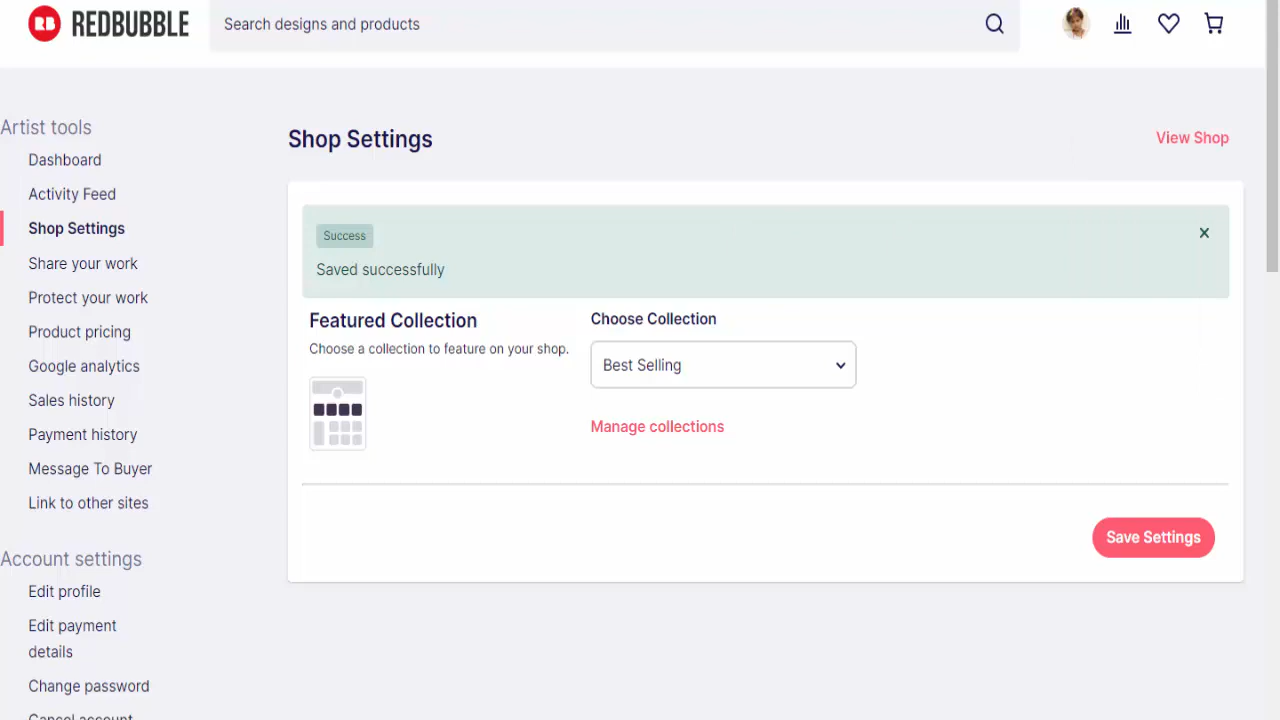 RB REDBUBBLE
Search designs and products
Artist tools
Dashboard
Activity Feed
Shop Settings
Share your work
Protect your work
Product pricing
Google analytics
Sales history
Payment history
Message To Buyer
Link to other sites
Account settings
Edit profile
Edit payment
details
Change password
Cancel account
Shop Settings
View Shop
Success
Saved successfully
Featured Collection
Choose a collection to feature on your shop.
Choose Collection
Best Selling
Manage collections
Save Settings